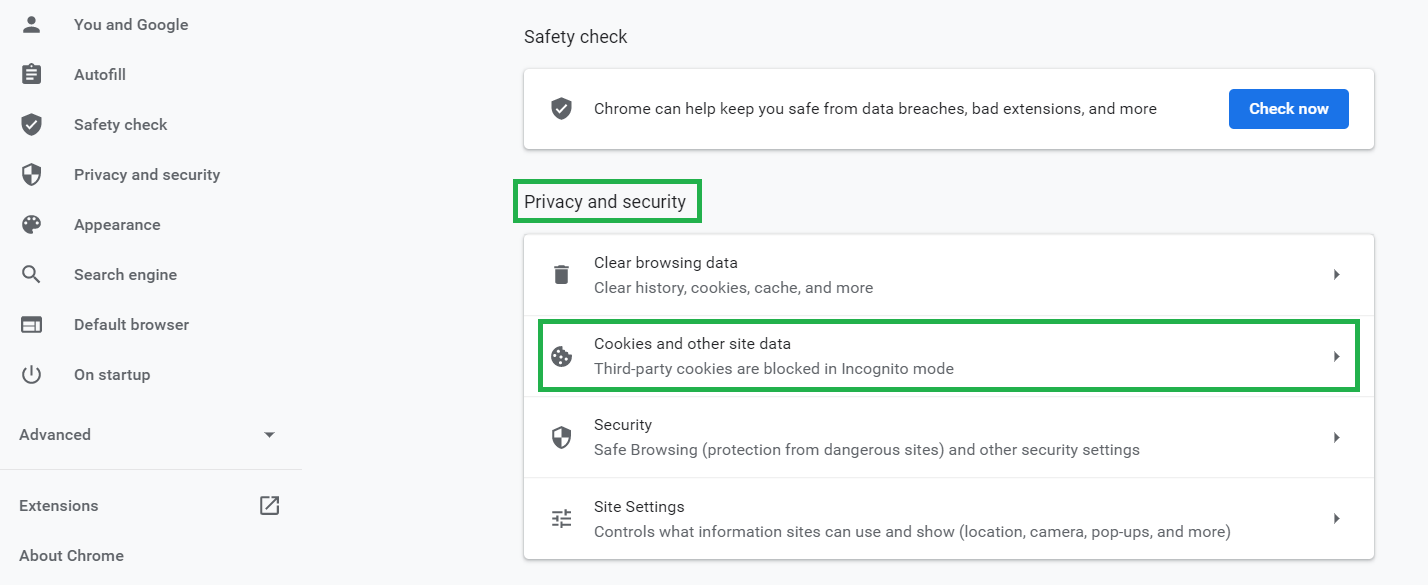 You and Google
Autofill
Safety check
Privacy and security
Appearance
Search engine
Default browser
On startup
Advanced
Extensions
About Chrome
Safety check
Chrome can help keep you safe from data breaches, bad extensions, and more
Check now
Privacy and security
Clear browsing data
Clear history, cookies, cache, and more
Cookies and other site data
Third-party cookies are blocked in Incognito mode
Security
Safe Browsing (protection from dangerous sites) and other security settings
Site Settings
Controls what information sites can use and show (location, camera, pop-ups, and more)